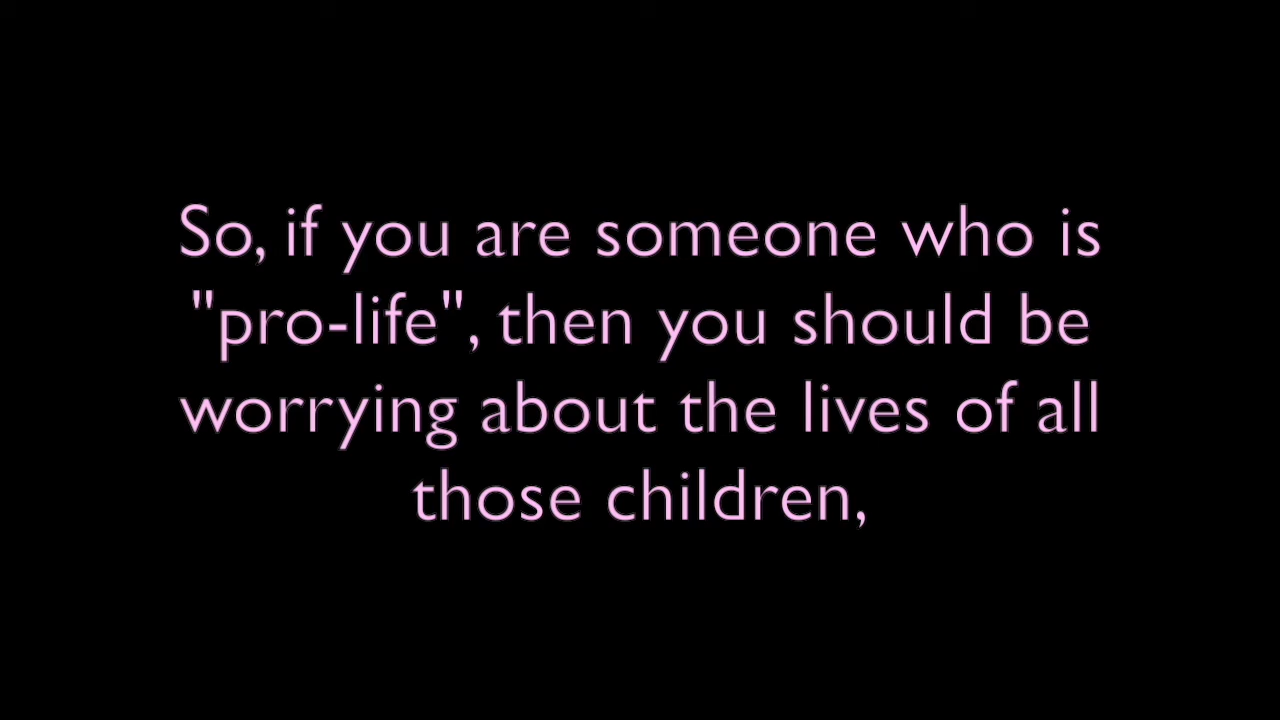 So, if you are someone who is
"pro-life", then you should be
worrying about the lives of all
those children,